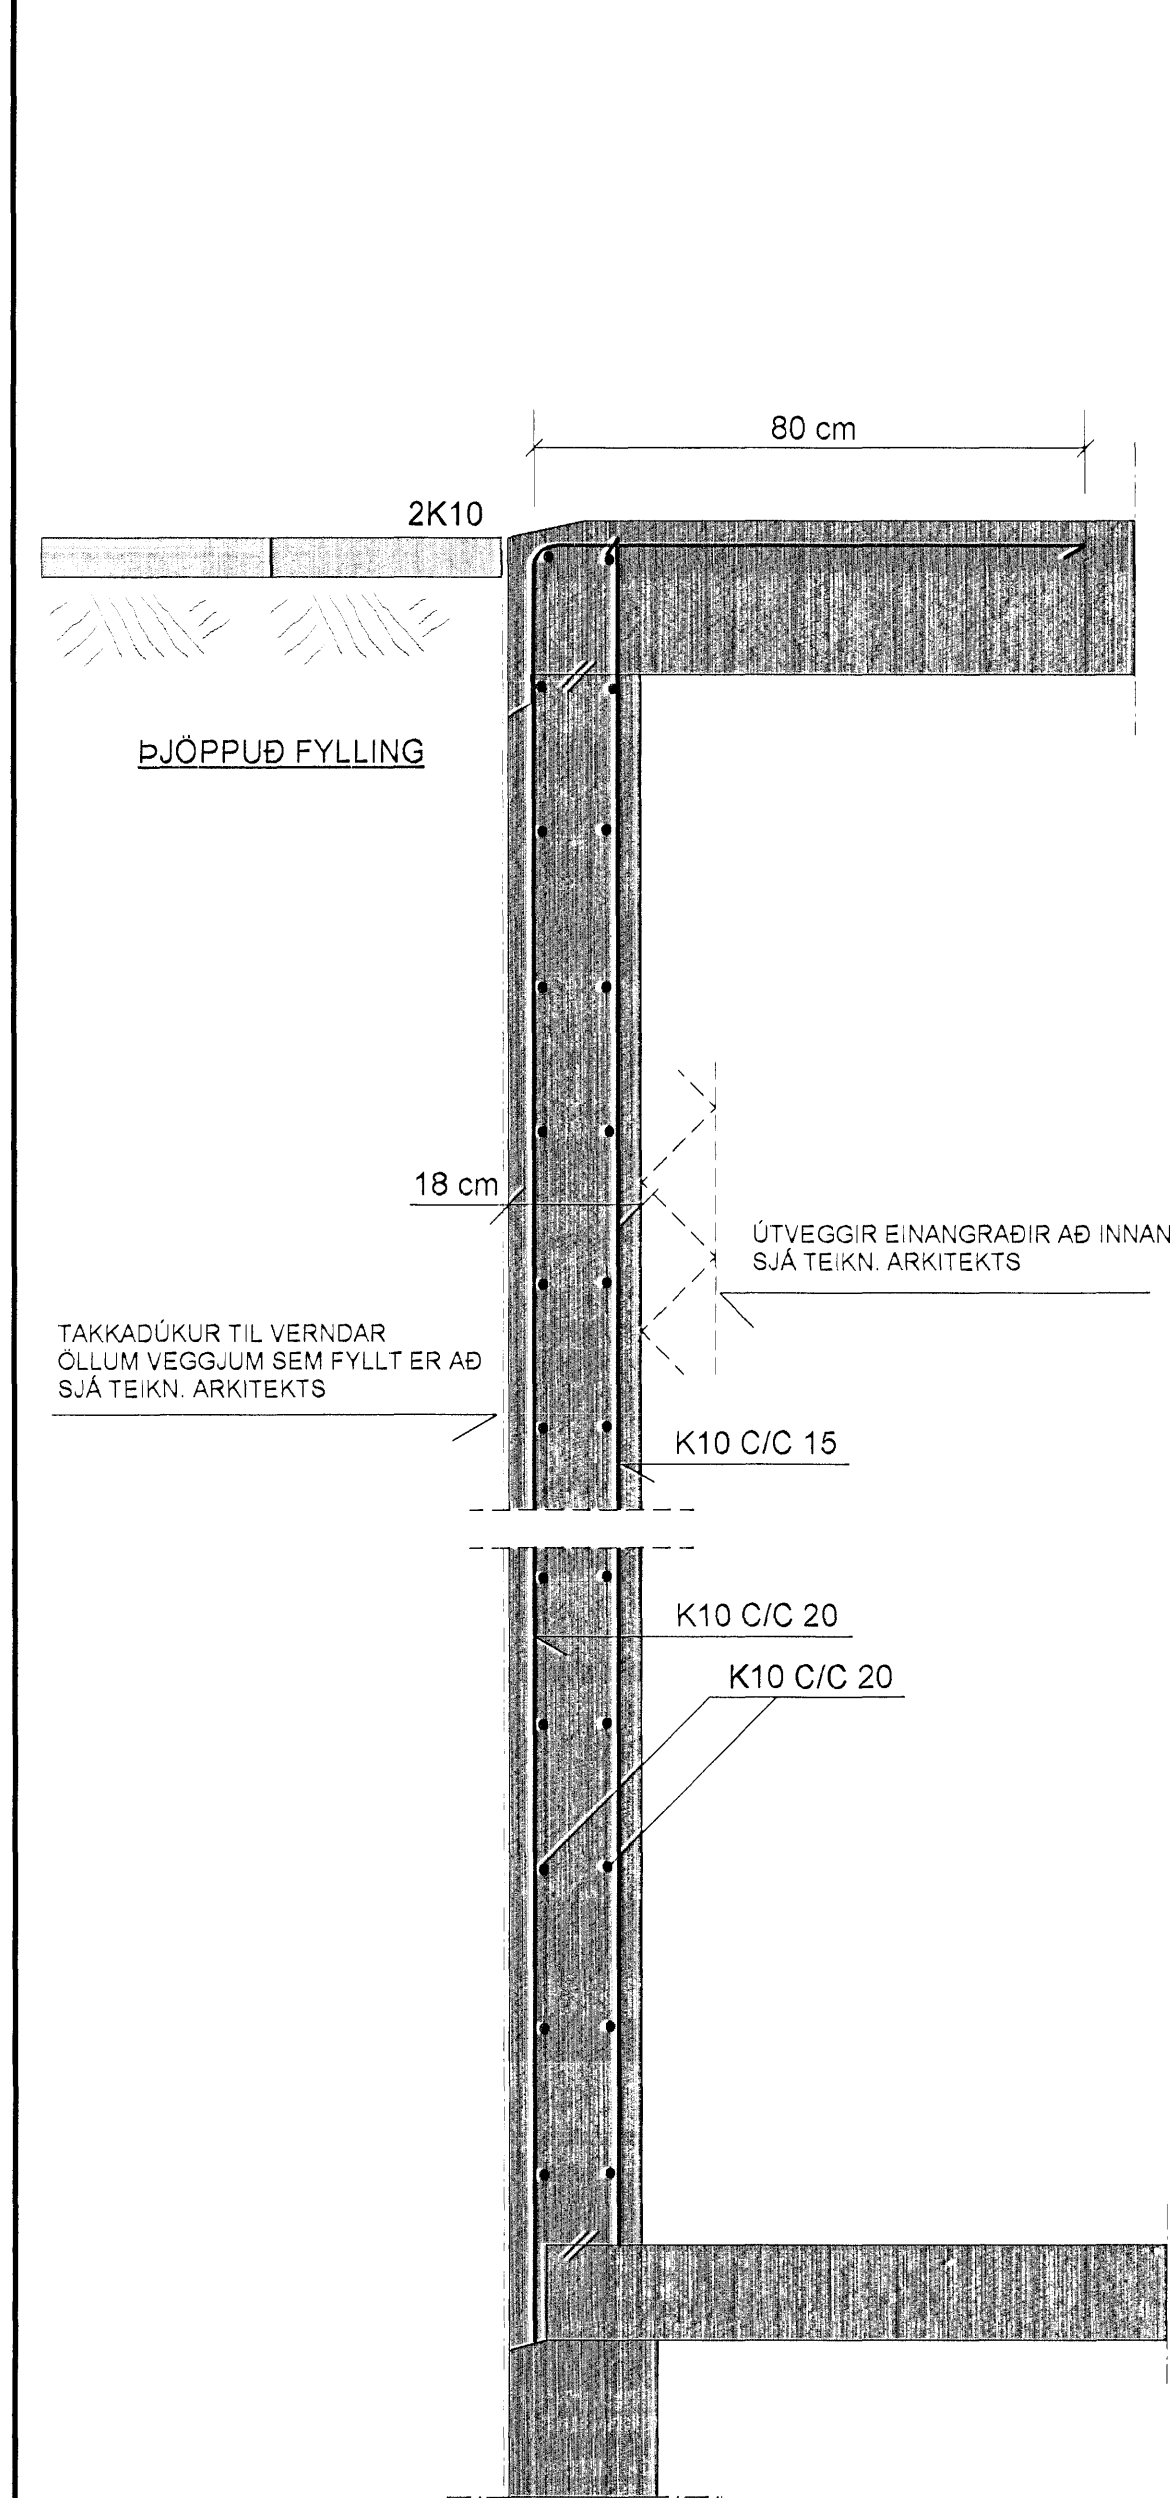 80 cm
2K10
ÞJÖPPUÐ FYLLING
18 cm
ÚTVEGGIR EINANGRAÐIR AÐ INNAN
SJÁ TEIKN. ARKITEKTS
TAKKADÚKUR TIL VERNDAR
ÖLLUM VEGGJUM SEM FYLLT ER AÐ
SJÁ TEIKN. ARKITEKTS
K10 C/C 15
K10 C/C 20
K10 C/C 20